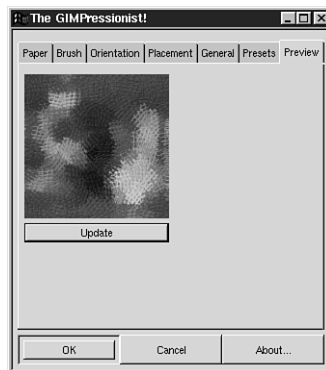 The GIMPressionist!
Paper Brush Orientation Placement General Presets Preview
Update
OK Cancel About...